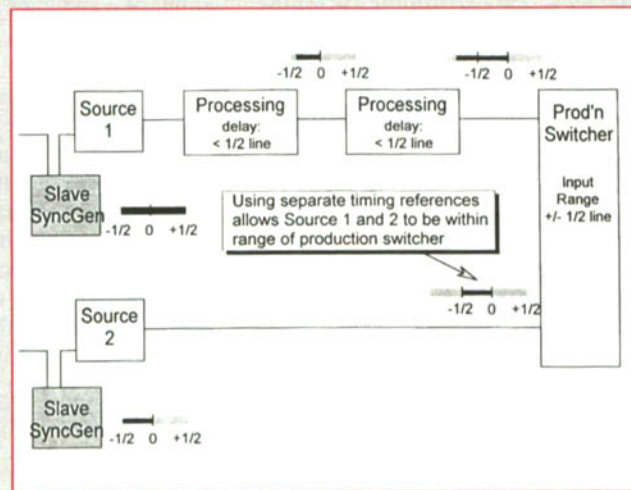 -1/2 0 +1/2
-1/2 0 +1/2
Source
1
Processing
delay:
< 1/2 line
Processing
delay:
< 1/2 line
Prod'n
Switcher
Input
Range
+/- 1/2 line
Slave
SyncGen
-1/2 0 +1/2
Using separate timing references
allows Source 1 and 2 to be within
range of production switcher
-1/2 0 +1/2
Source
2
Slave
SyncGen
-1/2 0 +1/2